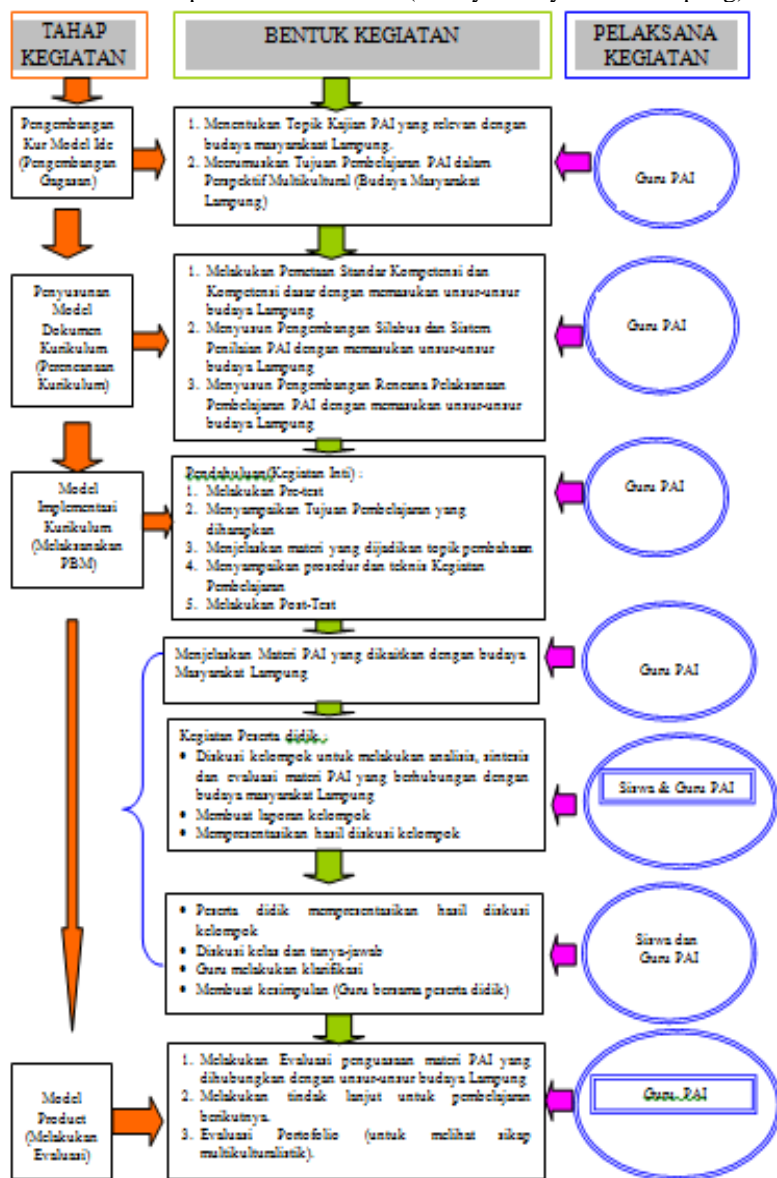 TAHAP
KEGIATAN
BENTUK KEGIATAN
PELAKSANA
KEGIATAN
Pengembangan
Kur Model Ide
(Pengembangan
Gagasan)
1. Menentukan Topik Kajian PAI yang relevan dengan
budaya masyarakaat Lampung.
2. Merumuskan Tujuan Pembelajaran PAI dalam
Perspektif Multikultural (Budaya Masyarakat
Lampung)
Guru PAI
Penyusunan
Model
Dokumen
Kurikulum
(Perencanaan
Kurikulum)
1. Melakukan Pemetaan Standar Kompetensi dan
Kompetensi dasar dengan memasukan unsur-unsur
budaya Lampung
2. Menyusun Pengembangan Silabus dan Sistem
Penilaian PAI dengan memasukan unsur-unsur
budaya Lampung
3. Menyusun Pengembangan Rencana Pelaksanaan
Pembelajaran PAI dengan memasukan unsur-unsur
budaya Lampung
Guru PAI
Model
Implementasi
Kurikulum
(Melaksanakan
PBM)
Pendahuluan(Kegiatan Inti) :
1. Melakukan Pre-test
2. Menyampaikan Tujuan Pembelajaran yang
diharapkan
3. Menjelaskan materi yang dijadikan topik pembahasan
4. Menyampaikan prosedur dan teknis Kegiatan
Pembelajaran
5. Melakukan Post-Test
Guru PAI
Menjelaskan Materi PAI yang dikaitkan dengan budaya
Masyarakat Lampung
Guru PAI
Kegiatan Peserta didik :
• Diskusi kelompok untuk melakukan analisis, sintesis
dan evaluasi materi PAI yang berhubungan dengan
budaya masyarakat Lampung
• Membuat laporan kelompok
• Mempresentasikan hasil diskusi kelompok
Siswa & Guru PAI
• Peserta didik mempresentasikan hasil diskusi
kelompok
• Diskusi kelas dan tanya-jawab
• Guru melakukan klarifikasi
• Membuat kesimpulan (Guru bersama peserta didik)
Siswa dan
Guru PAI
Model
Product
(Melakukan
Evaluasi)
1. Melakukan Evaluasi penguasaan materi PAI yang
dihubungkan dengan unsur-unsur budaya Lampung
2. Melakukan tindak lanjut untuk pembelajaran
berikutnya.
3. Evaluasi Portofolio (untuk melihat sikap
multikulturalistik).
Guru PAI